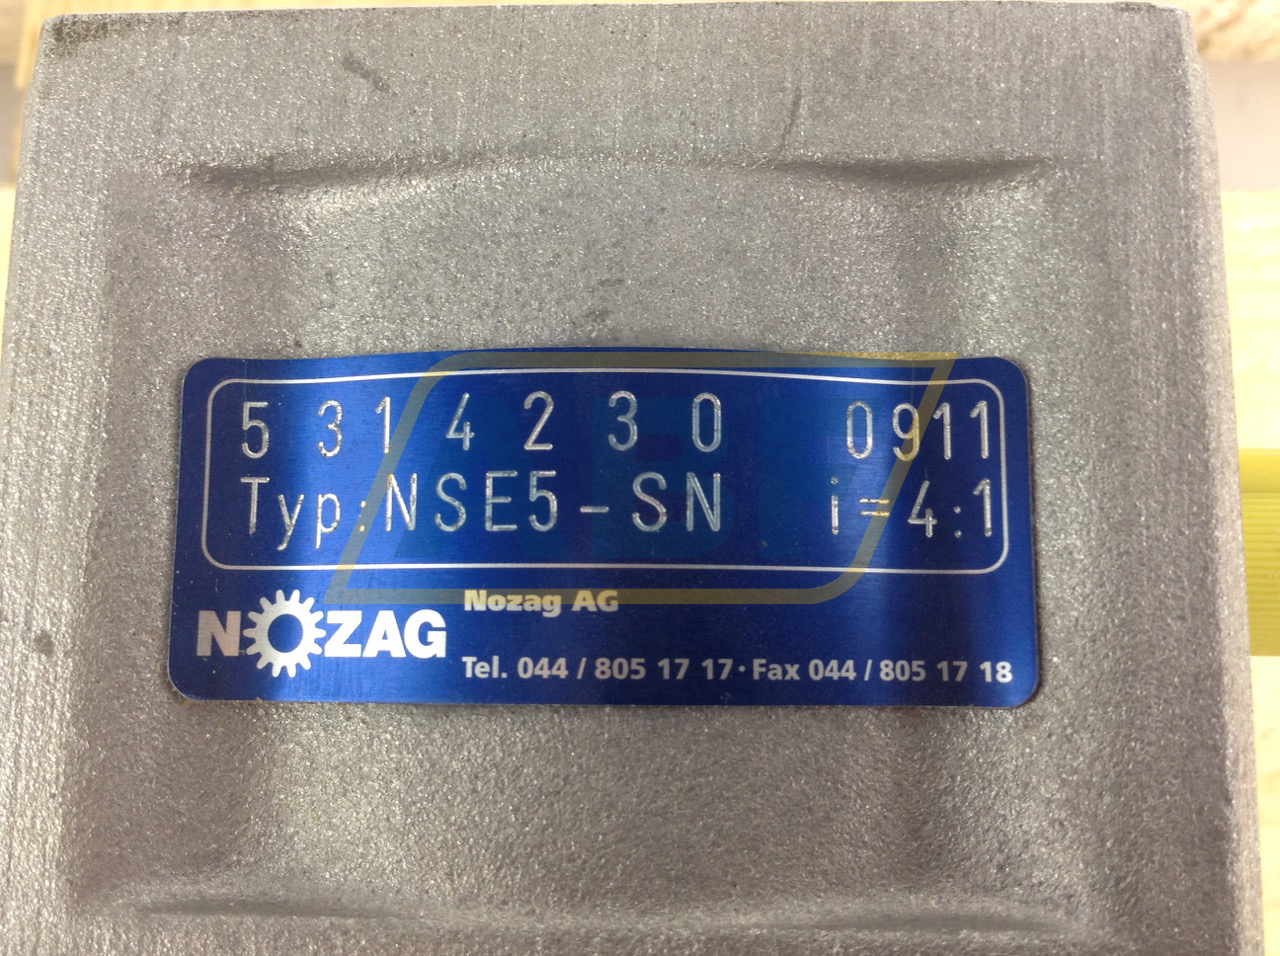 5 3 1 4 2 3 0 0911
Typ:NSE5-SN i=4:1
NOZAG
Nozag AG
Tel. 044 / 805 17 17 · Fax 044 / 805 17 18